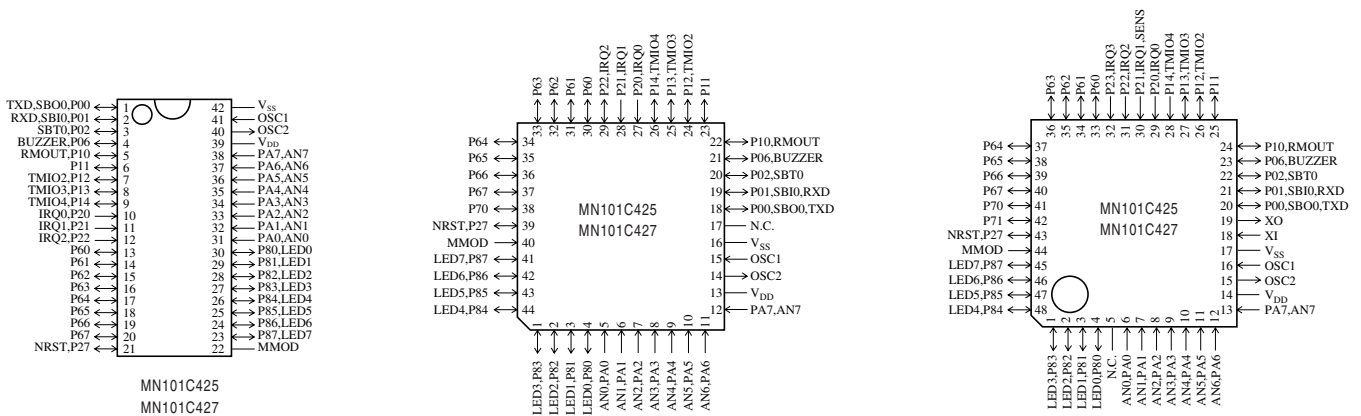 TXD,SBO0,P00 1 42 VSS
RXD,SBI0,P01 2 41 OSC1
SBT0,P02 3 40 OSC2
BUZZER,P06 4 39 VDD
RMOUT,P10 5 38 PA7,AN7
P11 6 37 PA6,AN6
TMIO2,P12 7 36 PA5,AN5
TMIO3,P13 8 35 PA4,AN4
TMIO4,P14 9 34 PA3,AN3
IRQ0,P20 10 33 PA2,AN2
IRQ1,P21 11 32 PA1,AN1
IRQ2,P22 12 31 PA0,AN0
P60 13 30 P80,LED0
P61 14 29 P81,LED1
P62 15 28 P82,LED2
P63 16 27 P83,LED3
P64 17 26 P84,LED4
P65 18 25 P85,LED5
P66 19 24 P86,LED6
P67 20 23 P87,LED7
NRST,P27 21 22 MMOD
MN101C425
MN101C427
P63 P62 P61 P60 P22,IRQ2 P21,IRQ1 P20,IRQ0 P14,TMIO4 P13,TMIO3 P12,TMIO2 P11
33 32 31 30 29 28 27 26 25 24 23
P64 34 22 P10,RMOUT
P65 35 21 P06,BUZZER
P66 36 20 P02,SBT0
P67 37 19 P01,SBI0,RXD
P70 38 18 P00,SBO0,TXD
NRST,P27 39 17 N.C.
MMOD 40 16 VSS
LED7,P87 41 15 OSC1
LED6,P86 42 14 OSC2
LED5,P85 43 13 VDD
LED4,P84 44 12 PA7,AN7
MN101C425
MN101C427
1 2 3 4 5 6 7 8 9 10 11
LED3,P83 LED2,P82 LED1,P81 LED0,P80 AN0,PA0 AN1,PA1 AN2,PA2 AN3,PA3 AN4,PA4 AN5,PA5 AN6,PA6
P63 P62 P61 P60 P23,IRQ3 P22,IRQ2 P21,IRQ1,SENS P20,IRQ0 P14,TMIO4 P13,TMIO3 P12,TMIO2 P11
36 35 34 33 32 31 30 29 28 27 26 25
P64 37 24 P10,RMOUT
P65 38 23 P06,BUZZER
P66 39 22 P02,SBT0
P67 40 21 P01,SBI0,RXD
P70 41 20 P00,SBO0,TXD
P71 42 19 XO
NRST,P27 43 18 XI
MMOD 44 17 VSS
LED7,P87 45 16 OSC1
LED6,P86 46 15 OSC2
LED5,P85 47 14 VDD
LED4,P84 48 13 PA7,AN7
MN101C425
MN101C427
1 2 3 4 5 6 7 8 9 10 11 12
LED3,P83 LED2,P82 LED1,P81 LED0,P80 N.C. AN0,PA0 AN1,PA1 AN2,PA2 AN3,PA3 AN4,PA4 AN5,PA5 AN6,PA6